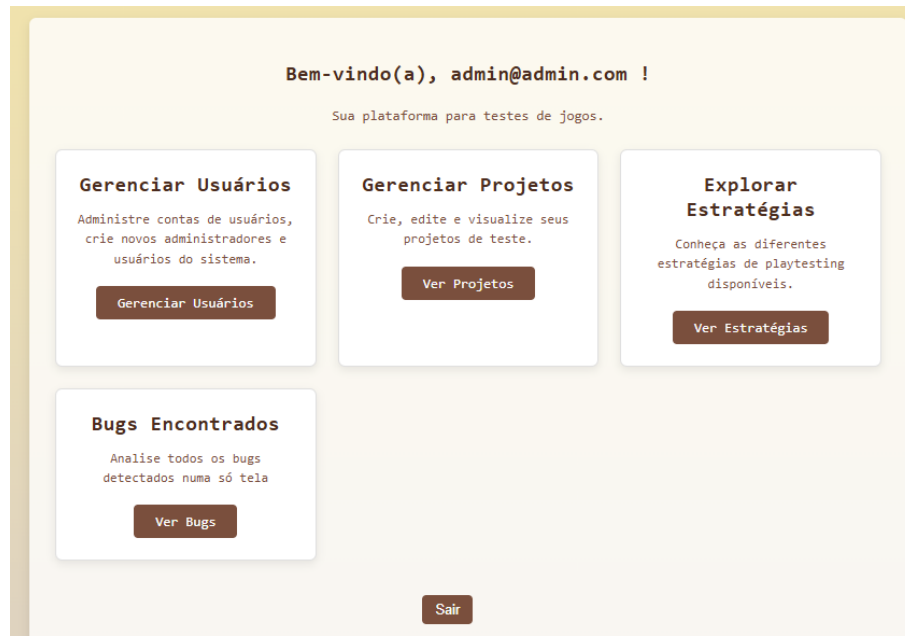 Bem-vindo(a), admin@admin.com !
Sua plataforma para testes de jogos.
Gerenciar Usuários
Administre contas de usuários,
crie novos administradores e
usuários do sistema.
Gerenciar Usuários
Gerenciar Projetos
Crie, edite e visualize seus
projetos de teste.
Ver Projetos
Explorar
Estratégias
Conheça as diferentes
estratégias de playtesting
disponíveis.
Ver Estratégias
Bugs Encontrados
Analise todos os bugs
detectados numa só tela
Ver Bugs
Sair